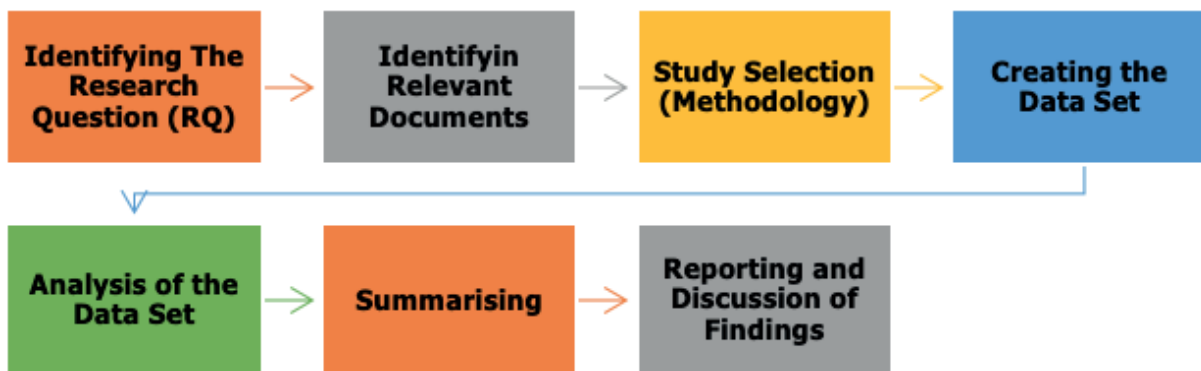 Identifying The
Research
Question (RQ)
Identifyin
Relevant
Documents
Study Selection
(Methodology)
Creating the
Data Set
Analysis of the
Data Set
Summarising
Reporting and
Discussion of
Findings